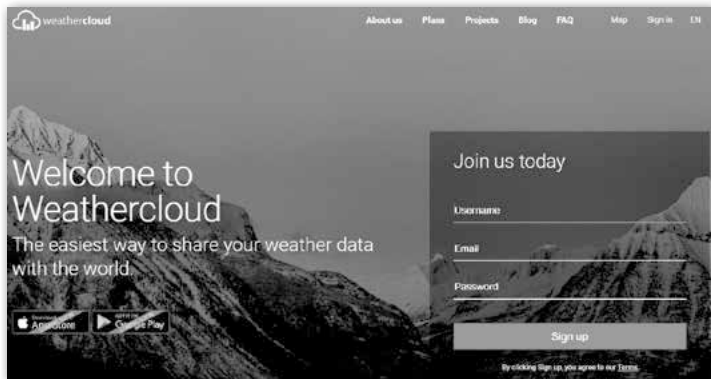 weathercloud
About us Plans Projects Blog FAQ Map Sign in EN
Welcome to
Weathercloud
The easiest way to share your weather data
with the world.
Join us today
Username
Email
Password
Sign up
App Store
Google Play
By clicking Sign up, you agree to our Terms.